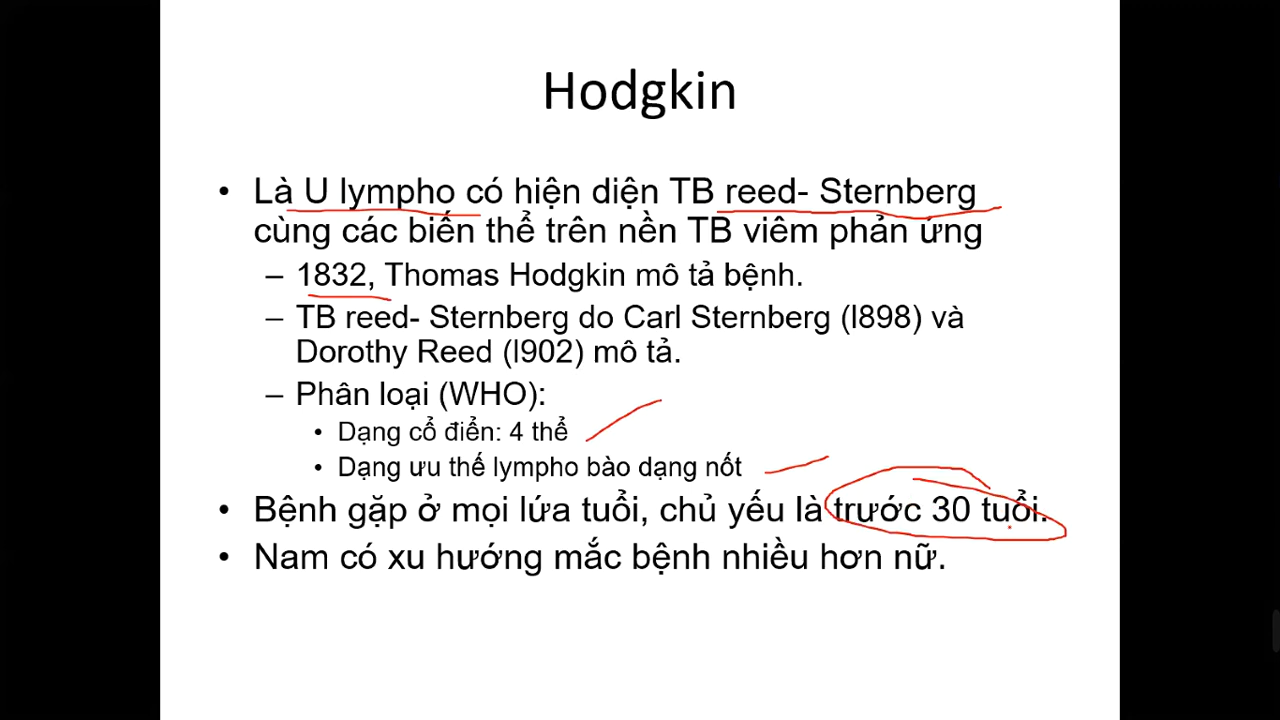 Hodgkin
• Là U lympho có hiện diện TB reed- Sternberg
cùng các biến thể trên nền TB viêm phản ứng
– 1832, Thomas Hodgkin mô tả bệnh.
– TB reed- Sternberg do Carl Sternberg (l898) và
Dorothy Reed (l902) mô tả.
– Phân loại (WHO):
• Dạng cổ điển: 4 thể
• Dạng ưu thế lympho bào dạng nốt
• Bệnh gặp ở mọi lứa tuổi, chủ yếu là trước 30 tuổi.
• Nam có xu hướng mắc bệnh nhiều hơn nữ.